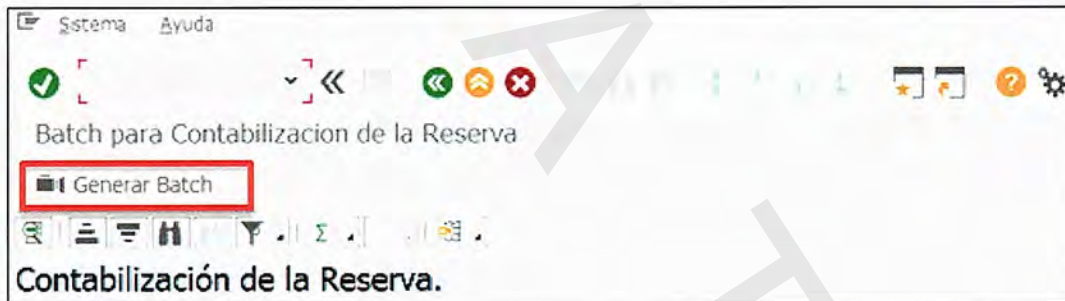 Sistema Ayuda
Batch para Contabilizacion de la Reserva
Generar Batch
Contabilización de la Reserva.